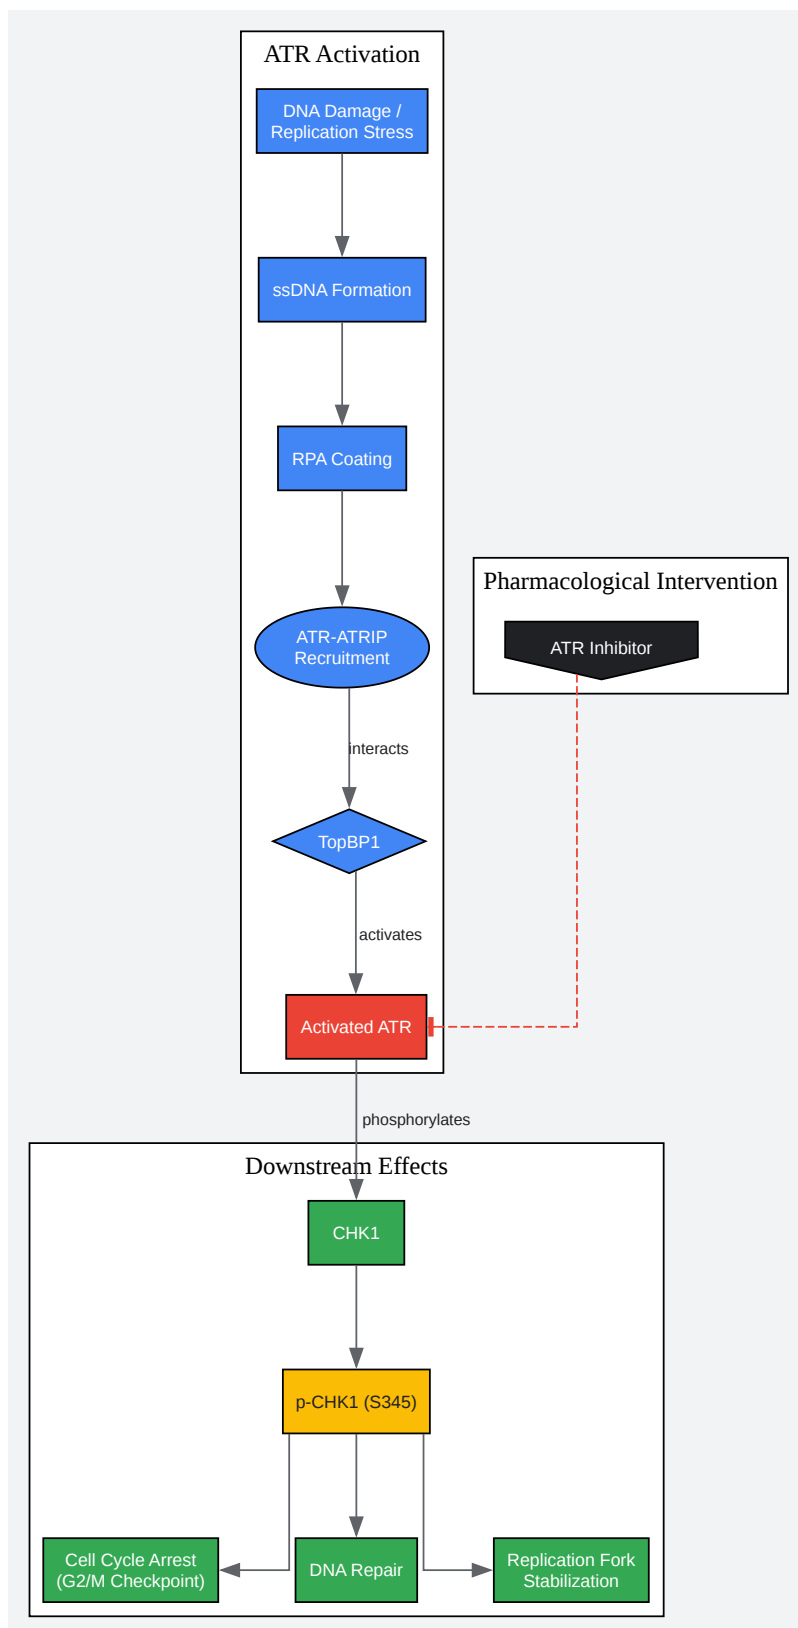 ATR Activation
DNA Damage /
Replication Stress
ssDNA Formation
RPA Coating
ATR-ATRIP
Recruitment
interacts
TopBP1
activates
Activated ATR
Pharmacological Intervention
ATR Inhibitor
phosphorylates
Downstream Effects
CHK1
p-CHK1 (S345)
Cell Cycle Arrest
(G2/M Checkpoint)
DNA Repair
Replication Fork
Stabilization